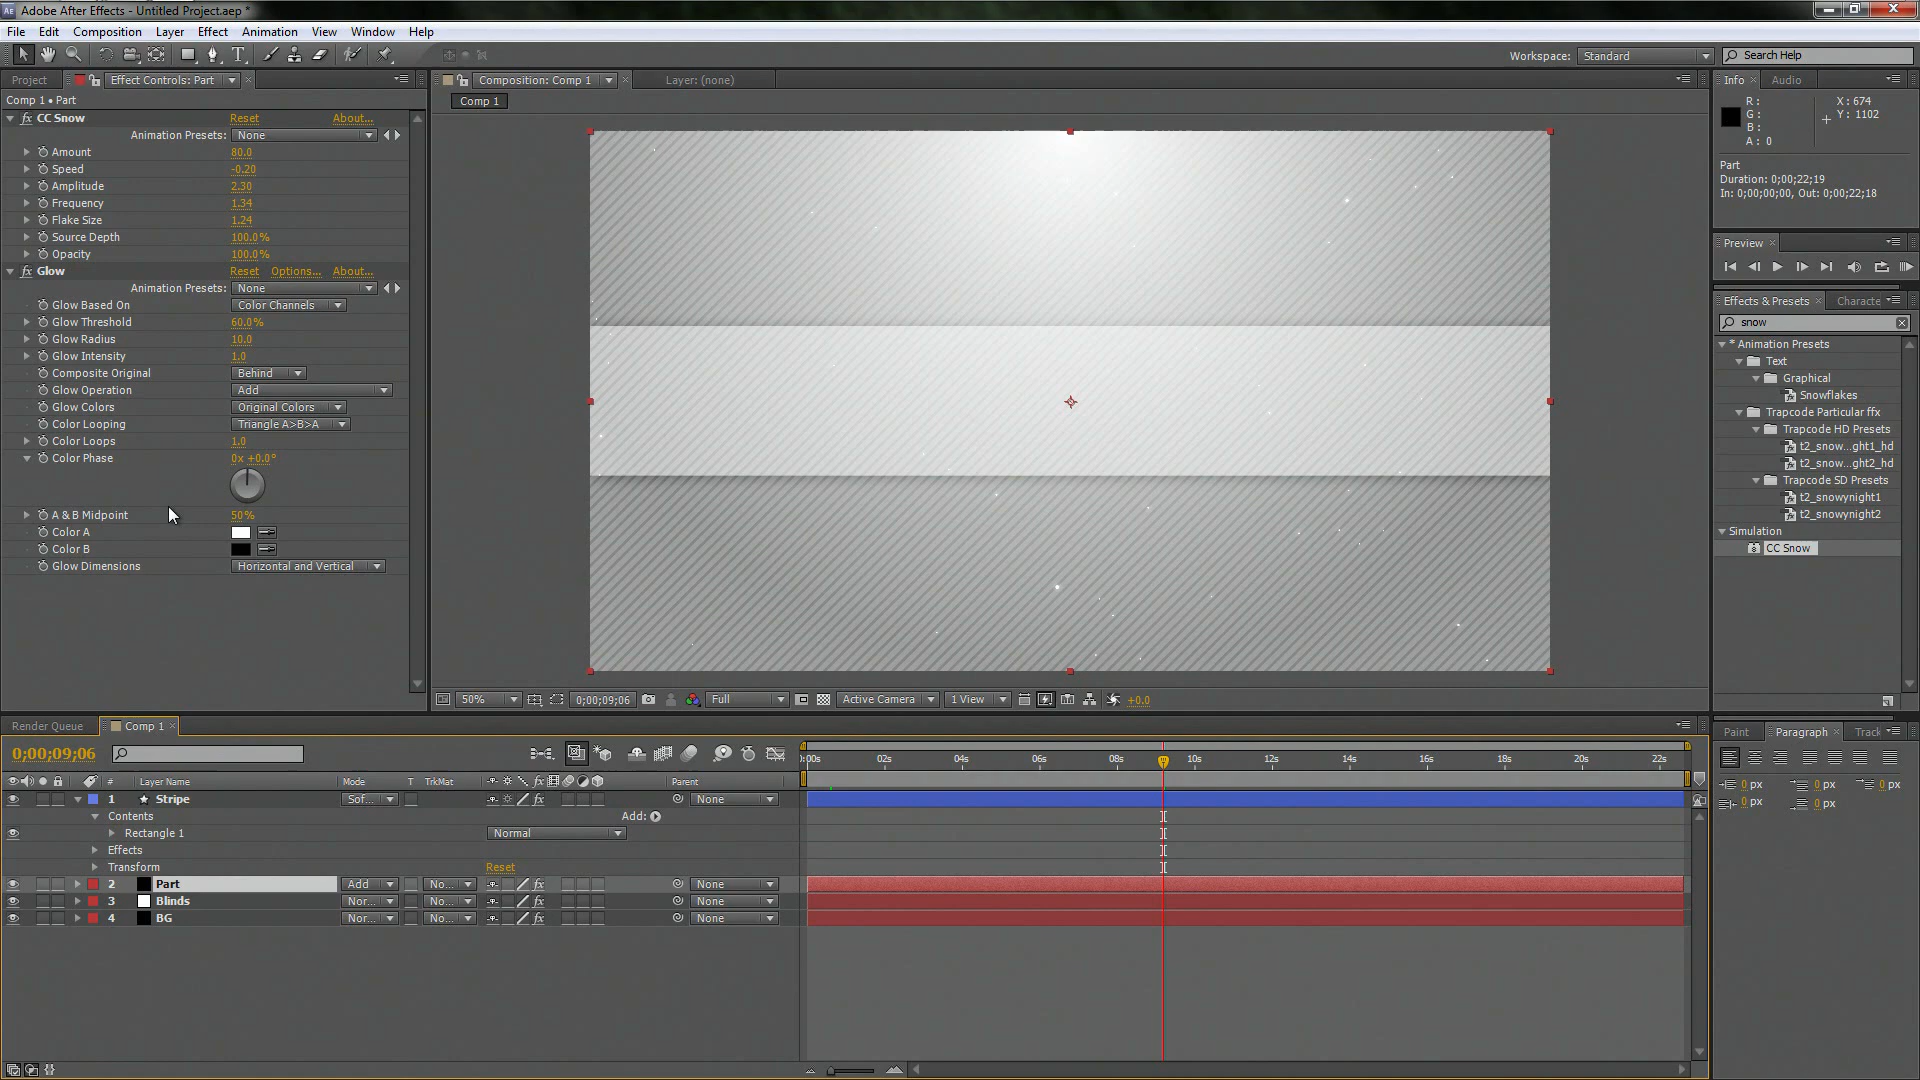 Adobe After Effects - Untitled Project.aep *
File Edit Composition Layer Effect Animation View Window Help
Workspace: Standard Search Help
Project Effect Controls: Part Composition: Comp 1 Layer: (none) Info Audio
Comp 1 • Part
Comp 1
R:
G:
B:
A: 0
X: 674
Y: 1102
Part
Duration: 0;00;22;19
In: 0;00;00;00, Out: 0;00;22;18
CC Snow Reset About...
Animation Presets: None
Amount 80.0
Speed -0.20
Amplitude 2.30
Frequency 1.34
Flake Size 1.24
Source Depth 100.0%
Opacity 100.0%
Glow Reset Options... About...
Animation Presets: None
Glow Based On Color Channels
Glow Threshold 60.0%
Glow Radius 10.0
Glow Intensity 1.0
Composite Original Behind
Glow Operation Add
Glow Colors Original Colors
Color Looping Triangle A>B>A
Color Loops 1.0
Color Phase 0x +0.0°
A & B Midpoint 50%
Color A
Color B
Glow Dimensions Horizontal and Vertical
Preview
Effects & Presets Characte
snow
* Animation Presets
Text
Graphical
Snowflakes
Trapcode Particular ffx
Trapcode HD Presets
t2_snow...ght1_hd
t2_snow...ght2_hd
Trapcode SD Presets
t2_snowynight1
t2_snowynight2
Simulation
CC Snow
50% 0;00;09;06 Full Active Camera 1 View +0.0
Render Queue Comp 1
0;00;09;06
:00s 02s 04s 06s 08s 10s 12s 14s 16s 18s 20s 22s
# Layer Name Mode T TrkMat fx Parent
1 Stripe Sof... fx None
Contents Add:
Rectangle 1 Normal
Effects
Transform Reset
2 Part Add No... fx None
3 Blinds Nor... No... fx None
4 BG Nor... No... fx None
Paint Paragraph Track
0 px 0 px 0 px
0 px 0 px